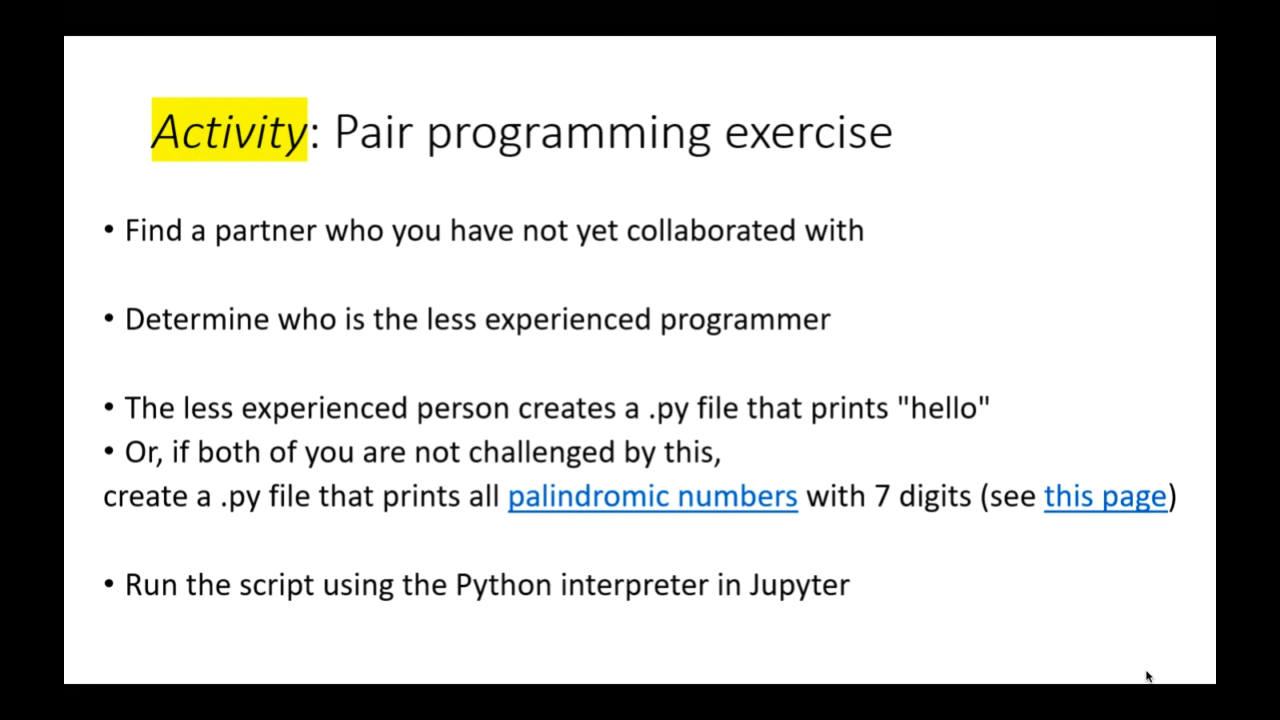 Activity: Pair programming exercise
• Find a partner who you have not yet collaborated with
• Determine who is the less experienced programmer
• The less experienced person creates a .py file that prints "hello"
• Or, if both of you are not challenged by this,
create a .py file that prints all palindromic numbers with 7 digits (see this page)
• Run the script using the Python interpreter in Jupyter